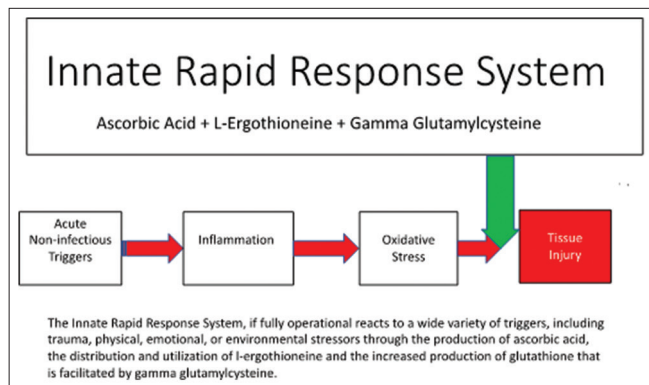 Innate Rapid Response System
Ascorbic Acid + L-Ergothioneine + Gamma Glutamylcysteine
Acute
Non-infectious
Triggers
Inflammation
Oxidative
Stress
Tissue
Injury
The Innate Rapid Response System, if fully operational reacts to a wide variety of triggers, including
trauma, physical, emotional, or environmental stressors through the production of ascorbic acid,
the distribution and utilization of l-ergothioneine and the increased production of glutathione that
is facilitated by gamma glutamylcysteine.